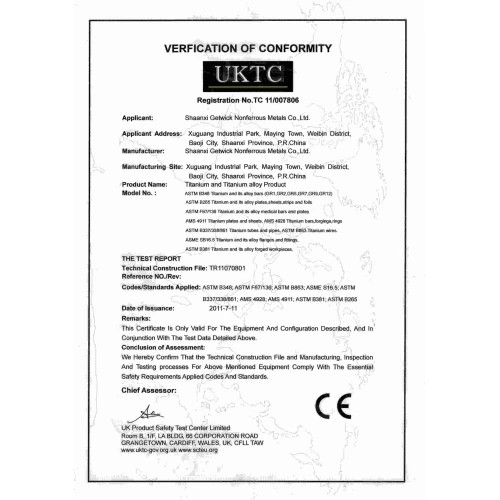 VERFICATION OF CONFORMITY
UKTC
Registration No.TC 11/007806
Applicant: Shaanxi Getwick Nonferrous Metals Co.,Ltd.
Applicant Address: Xuguang Industrial Park, Maying Town, Weibin District,
Baoji City, Shaanxi Province, P.R.China
Manufacturer: Shaanxi Getwick Nonferrous Metals Co.,Ltd.
Manufacturing Site: Xuguang Industrial Park, Maying Town, Weibin District,
Baoji City, Shaanxi Province, P.R.China
Product Name: Titanium and Titanium alloy Product
Model No. : ASTM B348 Titanium and its alloy bars (GR1,GR2,GR5,GR7,GR9,GR12)
ASTM B265 Titanium and its alloy plates,sheets,strips and foils
ASTM F67/136 Titanium and its alloy medical bars and plates
AMS 4911 Titanium plates and sheets, AMS 4928 Titanium bars,forgings,rings
ASTM B337/338/861 Titanium tubes and pipes, ASTM B863 Titanium wires
ASME SB16.5 Titanium and its alloy flanges and fittings
ASTM B381 Titanium and its alloy forged workpieces.
THE TEST REPORT
Technical Construction File: TR11070801
Reference NO./Rev:
Codes/Standards Applied: ASTM B348; ASTM F67/136; ASTM B863; ASME S16.5; ASTM
B337/338/861; AMS 4928; AMS 4911; ASTM B381; ASTM B265
Date of Issuance: 2011-7-11
Remarks:
This Certificate Is Only Valid For The Equipment And Configuration Described, And In
Conjunction With The Test Data Detailed Above.
Conclusion of Assessment:
We Hereby Confirm That the Technical Construction File and Manufacturing, Inspection
And Testing processes For Above Mentioned Equipment Comply With The Essential
Safety Requirements Applied Codes And Standards.
Chief Assessor:
CE
UK Product Safety Test Center Limited
Room B, 1/F, LA BLDG, 66 CORPORATION ROAD
GRANGETOWN, CARDIFF, WALES, UK, CFLL TAW
www.uktc-gov.org.uk www.scteu.org